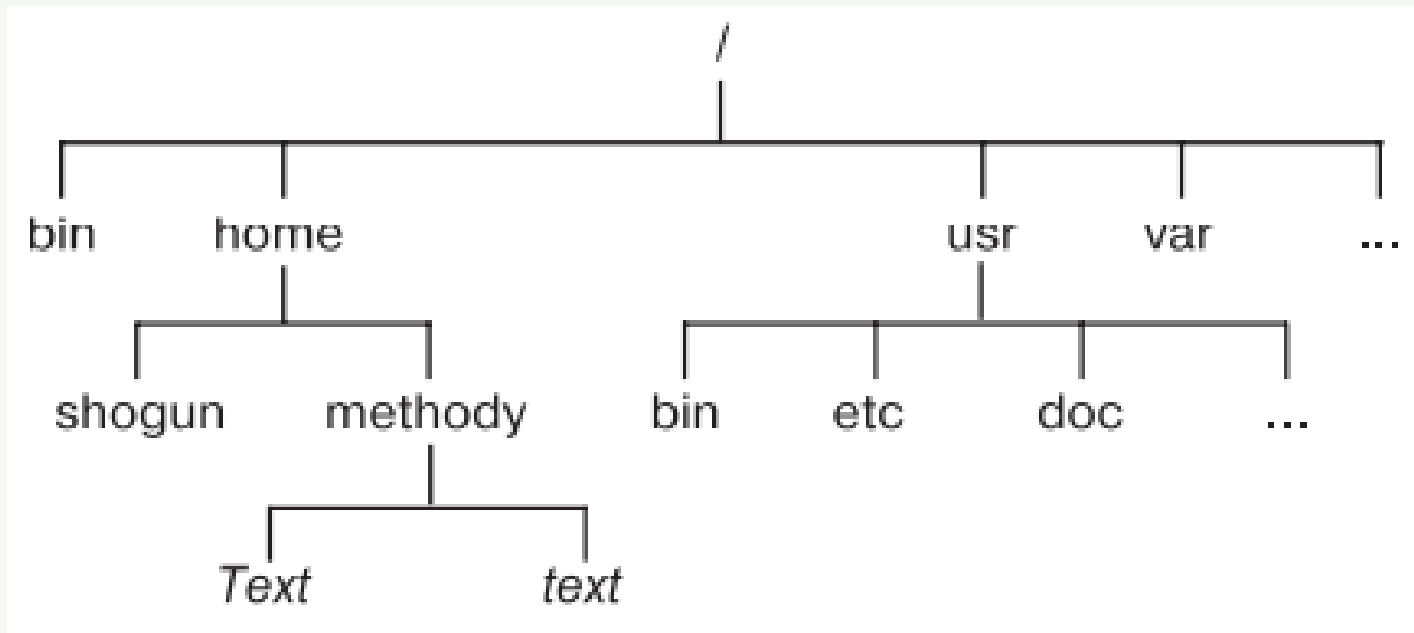 /
bin home usr var ...
shogun methody bin etc doc ...
Text text